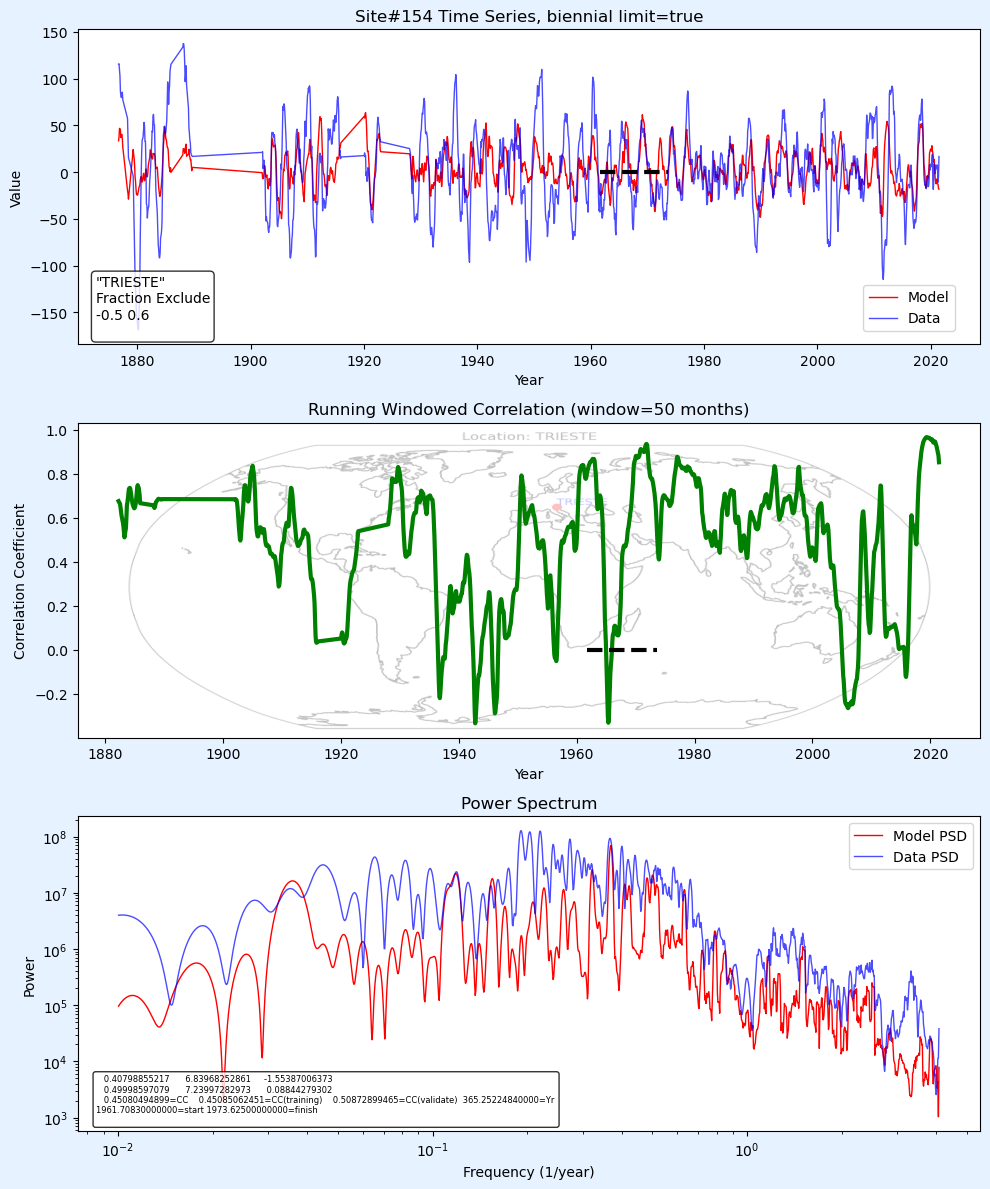 Site#154 Time Series, biennial limit=true
150
100
50
0
−50
−100
−150
Value
"TRIESTE"
Fraction Exclude
-0.5 0.6
Model
Data
1880
1900
1920
1940
1960
1980
2000
2020
Year
Running Windowed Correlation (window=50 months)
Location: TRIESTE
TRIESTE
1.0
0.8
0.6
0.4
0.2
0.0
−0.2
Correlation Coefficient
1880
1900
1920
1940
1960
1980
2000
2020
Year
Power Spectrum
Model PSD
Data PSD
10^8
10^7
10^6
10^5
10^4
10^3
Power
0.40798855217 6.83968252861 -1.55387006373
0.49998597079 7.23997282973 0.08844279302
0.45080494899=CC 0.45085062451=CC(training) 0.50872899465=CC(validate) 365.25224840000=Yr
1961.70830000000=start 1973.62500000000=finish
10^−2
10^−1
10^0
Frequency (1/year)